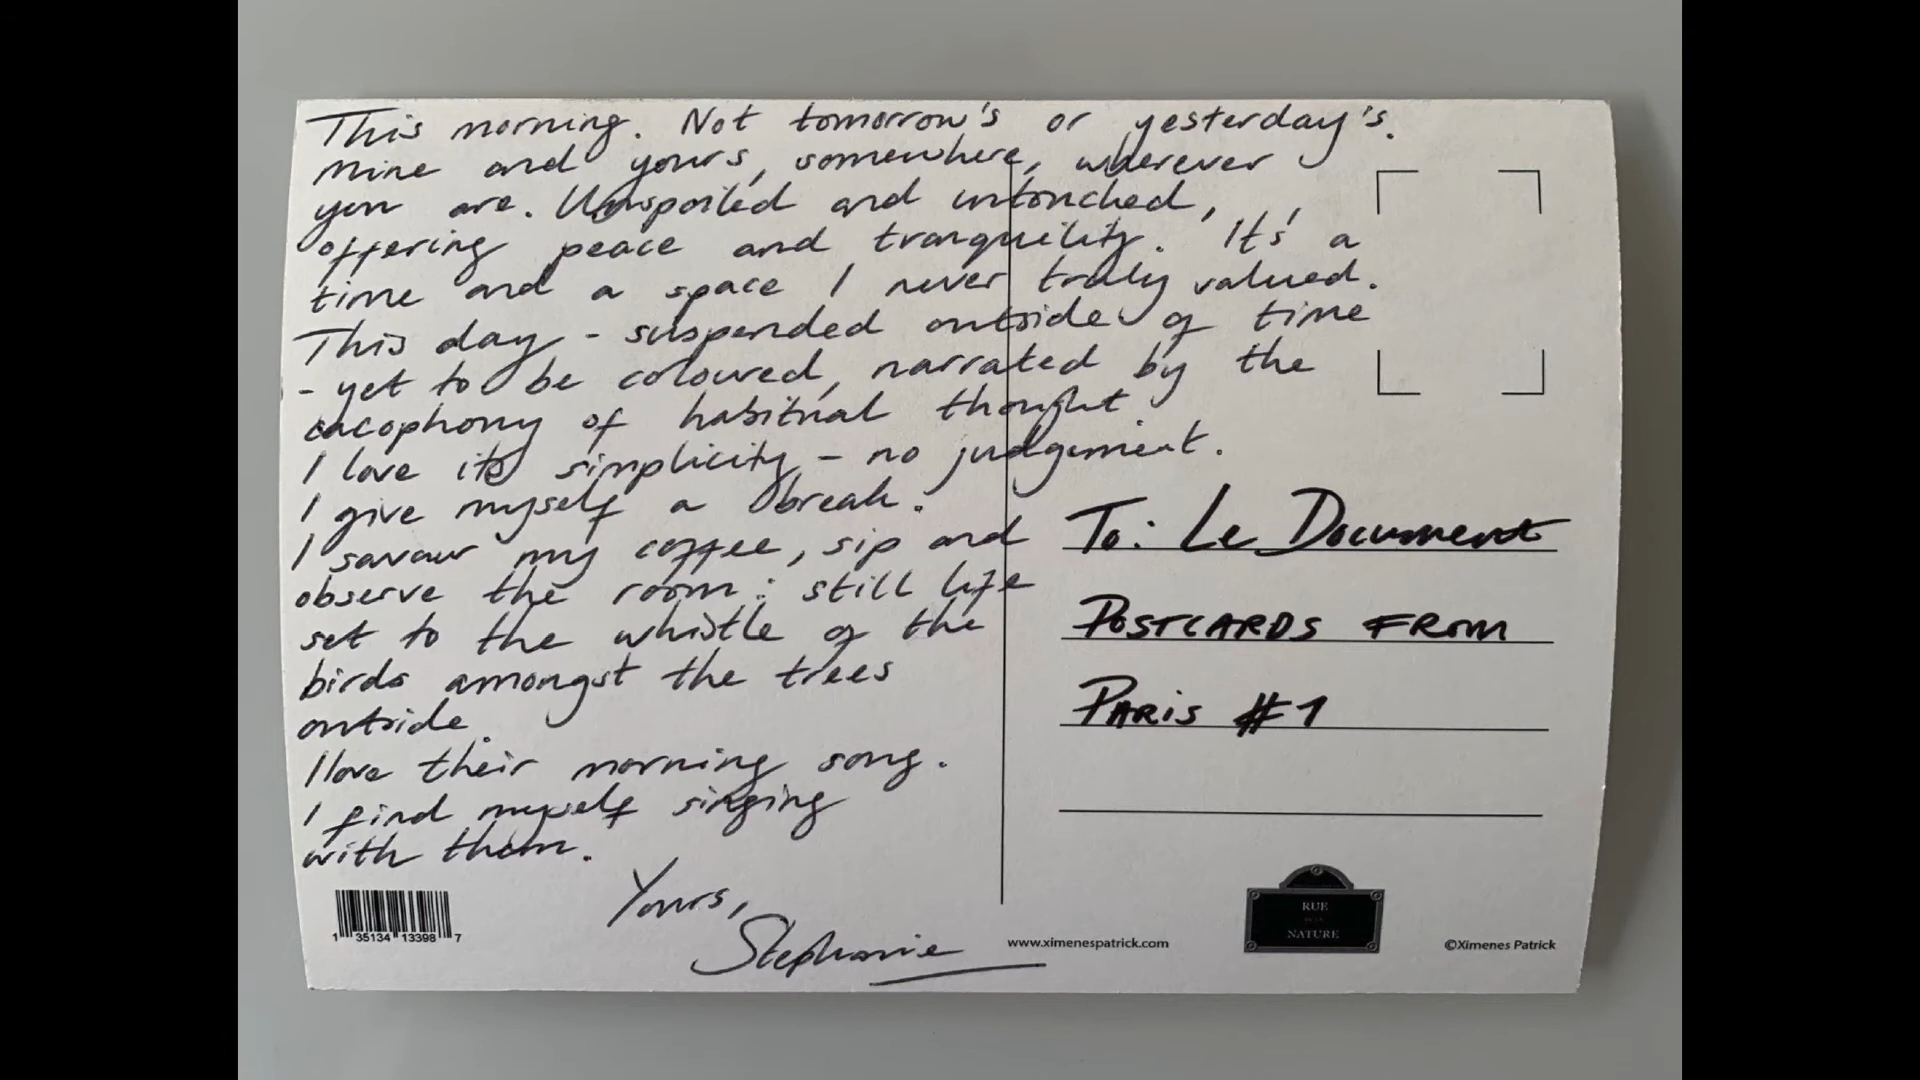 This morning. Not tomorrow's or yesterday's.
Mine and yours, somewhere, wherever
you are. Unspoiled and untouched,
offering peace and tranquility. It's a
time and a space I never truly valued.
This day - suspended outside of time
- yet to be coloured, narrated by the
cacophony of habitual thought.
I love its simplicity - no judgement.
I give myself a break.
I savour my coffee, sip and
observe the room: still life
set to the whistle of the
birds amongst the trees
outside.
I love their morning song.
I find myself singing
with them.
Yours,
Stephanie
To: Le Document
POSTCARDS FROM
PARIS #1
1 35134 13398 7
www.ximenespatrick.com
RUE
NATURE
©Ximenes Patrick